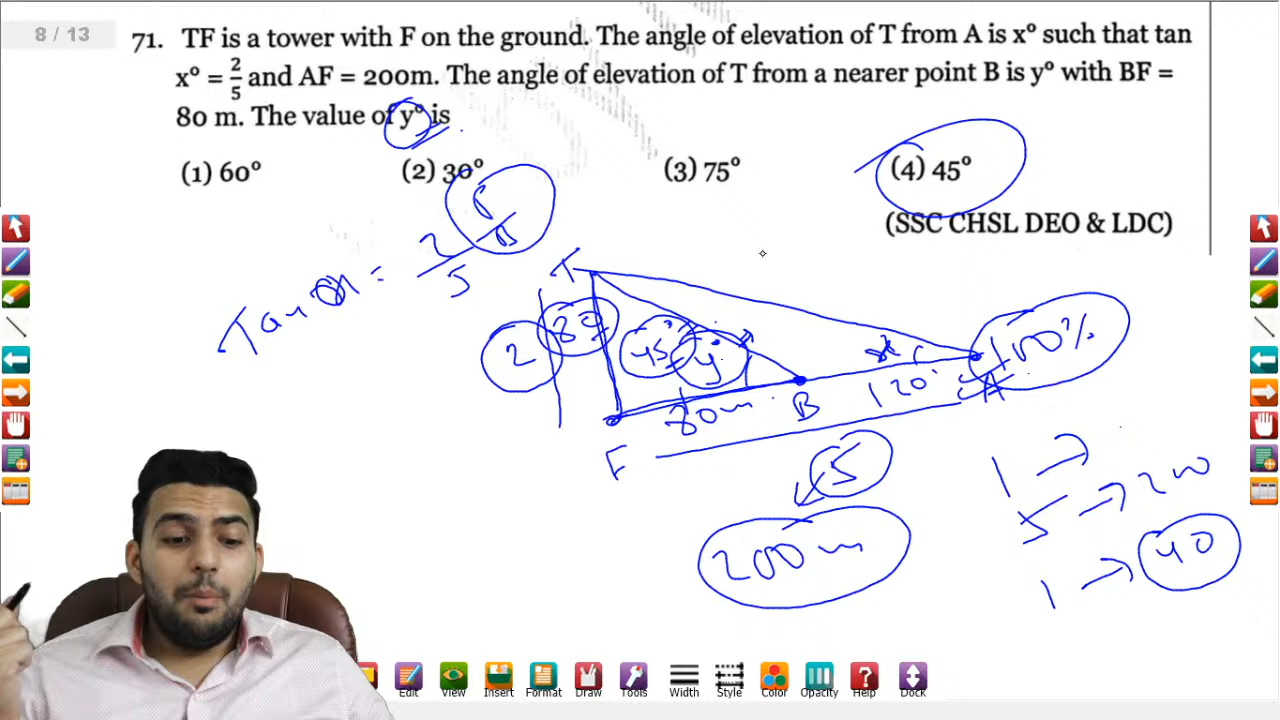 8 / 13
71. TF is a tower with F on the ground. The angle of elevation of T from A is x° such that tan
x° = 2/5 and AF = 200m. The angle of elevation of T from a nearer point B is y° with BF =
80 m. The value of y° is
(1) 60°
(2) 30°
(3) 75°
(4) 45°
(SSC CHSL DEO & LDC)
Tan x = 2/5
P/B
T
2
80
45°
y°
x°
100%
80m
B
120
A
F
5
200m
1 →
5 → 200
1 → 40
Edit
View
Insert
Format
Draw
Tools
Width
Style
Color
Opacity
Help
Dock